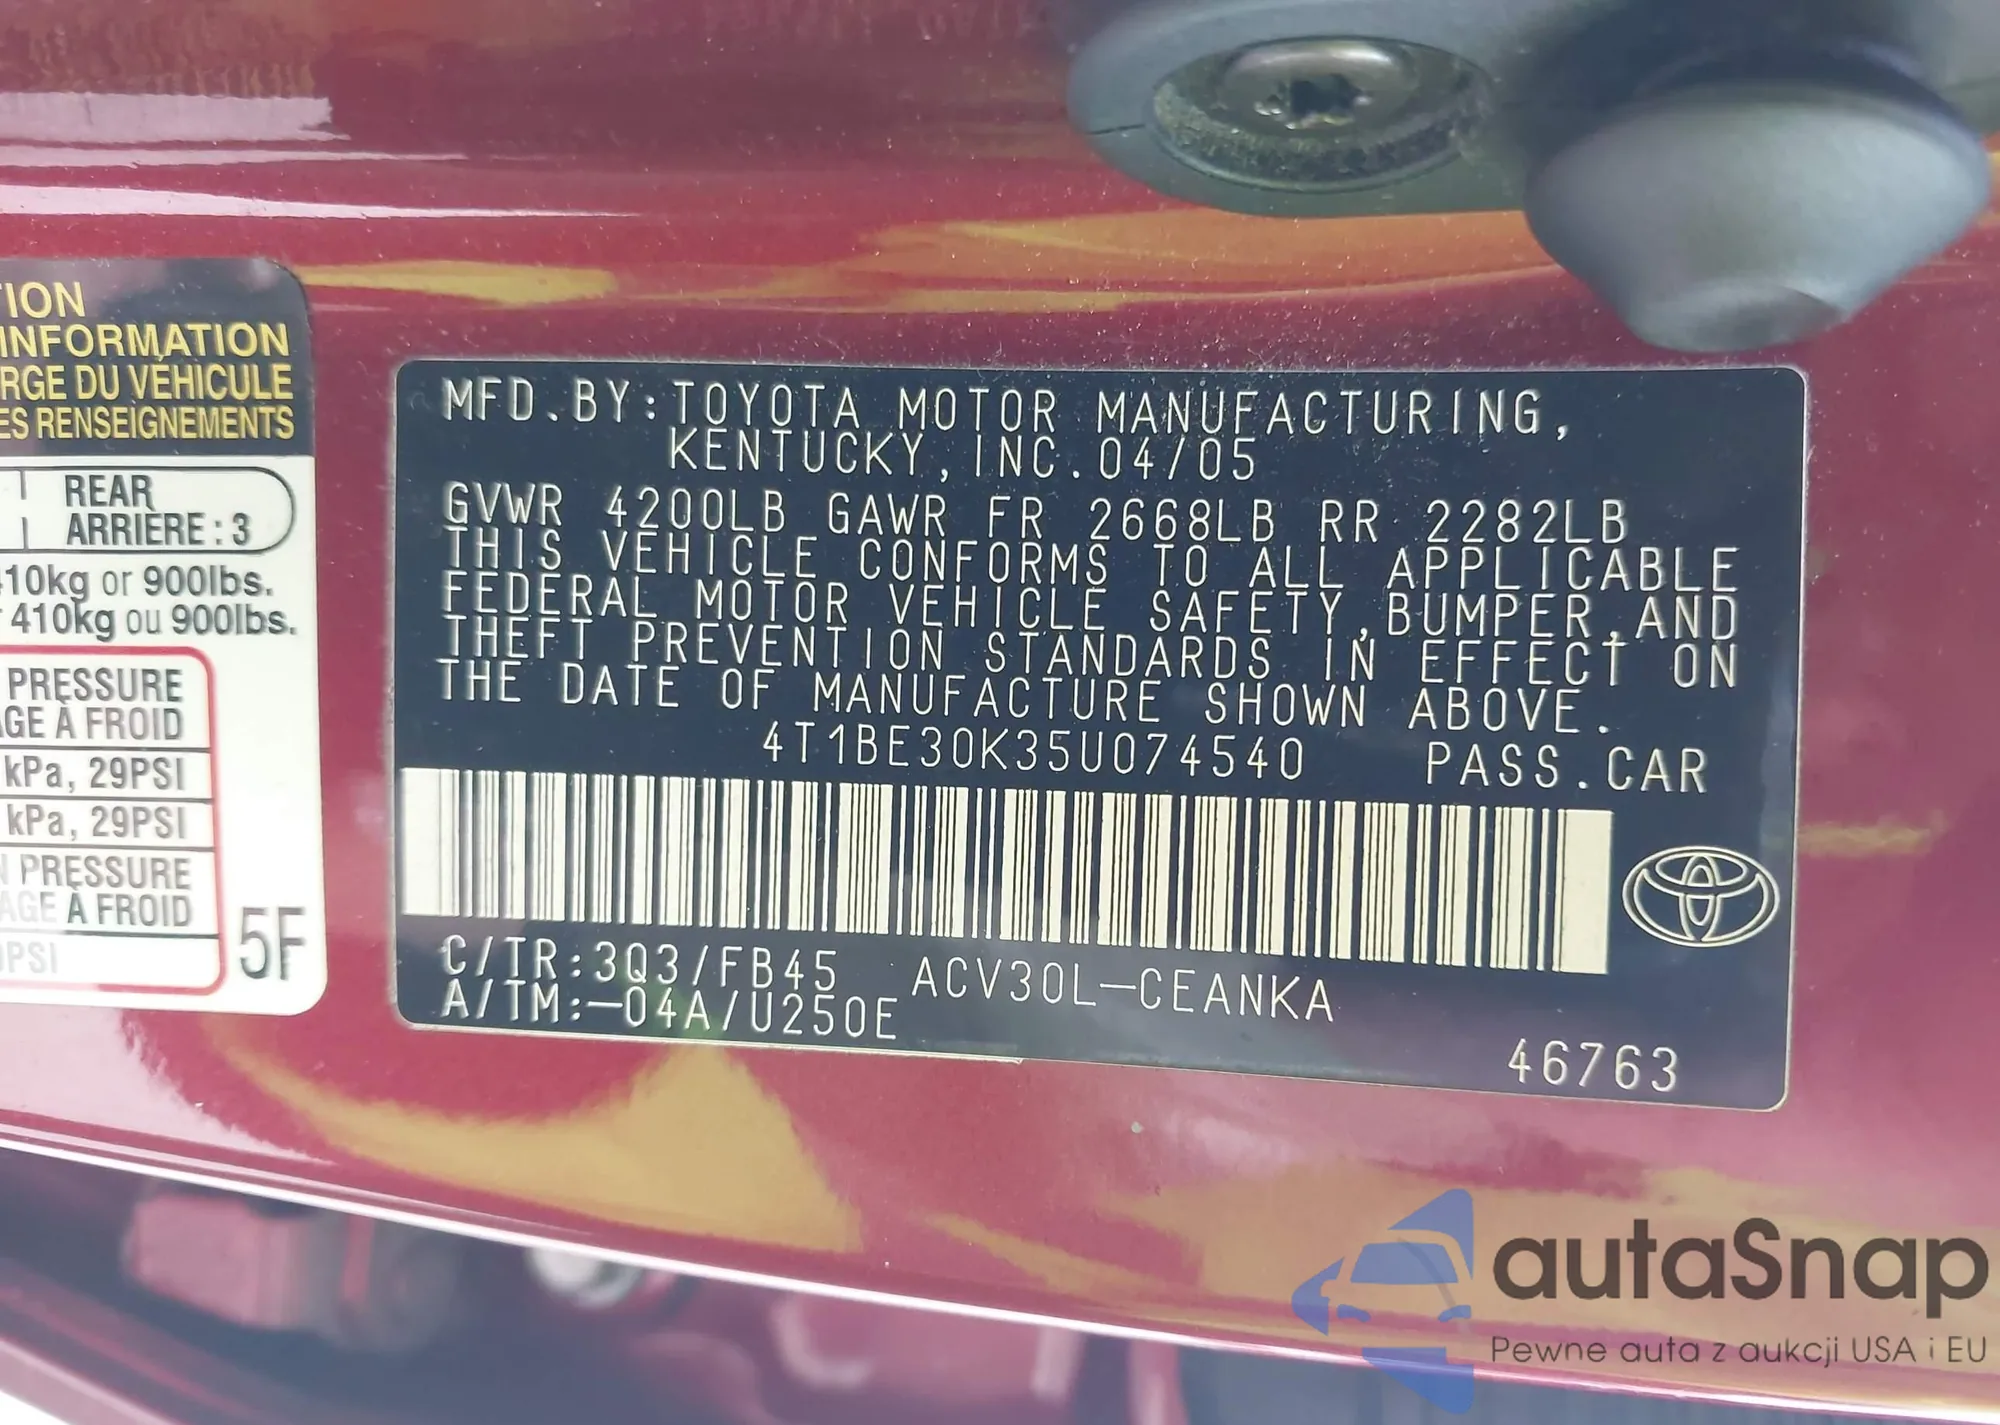 TION
INFORMATION
RGE DU VÉHICULE
ES RENSEIGNEMENTS
REAR
ARRIÈRE : 3
410kg or 900lbs.
r 410kg ou 900lbs.
PRESSURE
GE À FROID
kPa, 29PSI
kPa, 29PSI
N PRESSURE
AGE À FROID
0PSI
5F
MFD.BY:TOYOTA MOTOR MANUFACTURING,
KENTUCKY,INC.04/05
GVWR 4200LB GAWR FR 2668LB RR 2282LB
THIS VEHICLE CONFORMS TO ALL APPLICABLE
FEDERAL MOTOR VEHICLE SAFETY,BUMPER,AND
THEFT PREVENTION STANDARDS IN EFFECT ON
THE DATE OF MANUFACTURE SHOWN ABOVE.
4T1BE30K35U074540 PASS.CAR
C/TR:3Q3/FB45 ACV30L-CEANKA
A/TM:-04A/U250E
46763
autaSnap
Pewne auta z aukcji USA i EU